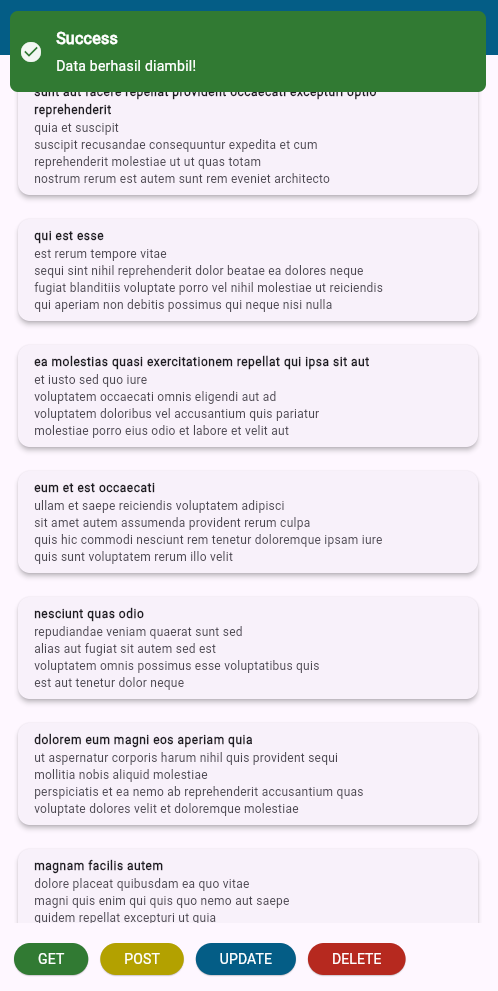 Success
Data berhasil diambil!
sunt aut facere repellat provident occaecati excepturi optio
reprehenderit
quia et suscipit
suscipit recusandae consequuntur expedita et cum
reprehenderit molestiae ut ut quas totam
nostrum rerum est autem sunt rem eveniet architecto
qui est esse
est rerum tempore vitae
sequi sint nihil reprehenderit dolor beatae ea dolores neque
fugiat blanditiis voluptate porro vel nihil molestiae ut reiciendis
qui aperiam non debitis possimus qui neque nisi nulla
ea molestias quasi exercitationem repellat qui ipsa sit aut
et iusto sed quo iure
voluptatem occaecati omnis eligendi aut ad
voluptatem doloribus vel accusantium quis pariatur
molestiae porro eius odio et labore et velit aut
eum et est occaecati
ullam et saepe reiciendis voluptatem adipisci
sit amet autem assumenda provident rerum culpa
quis hic commodi nesciunt rem tenetur doloremque ipsam iure
quis sunt voluptatem rerum illo velit
nesciunt quas odio
repudiandae veniam quaerat sunt sed
alias aut fugiat sit autem sed est
voluptatem omnis possimus esse voluptatibus quis
est aut tenetur dolor neque
dolorem eum magni eos aperiam quia
ut aspernatur corporis harum nihil quis provident sequi
mollitia nobis aliquid molestiae
perspiciatis et ea nemo ab reprehenderit accusantium quas
voluptate dolores velit et doloremque molestiae
magnam facilis autem
dolore placeat quibusdam ea quo vitae
magni quis enim qui quis quo nemo aut saepe
quidem repellat excepturi ut quia
GET
POST
UPDATE
DELETE